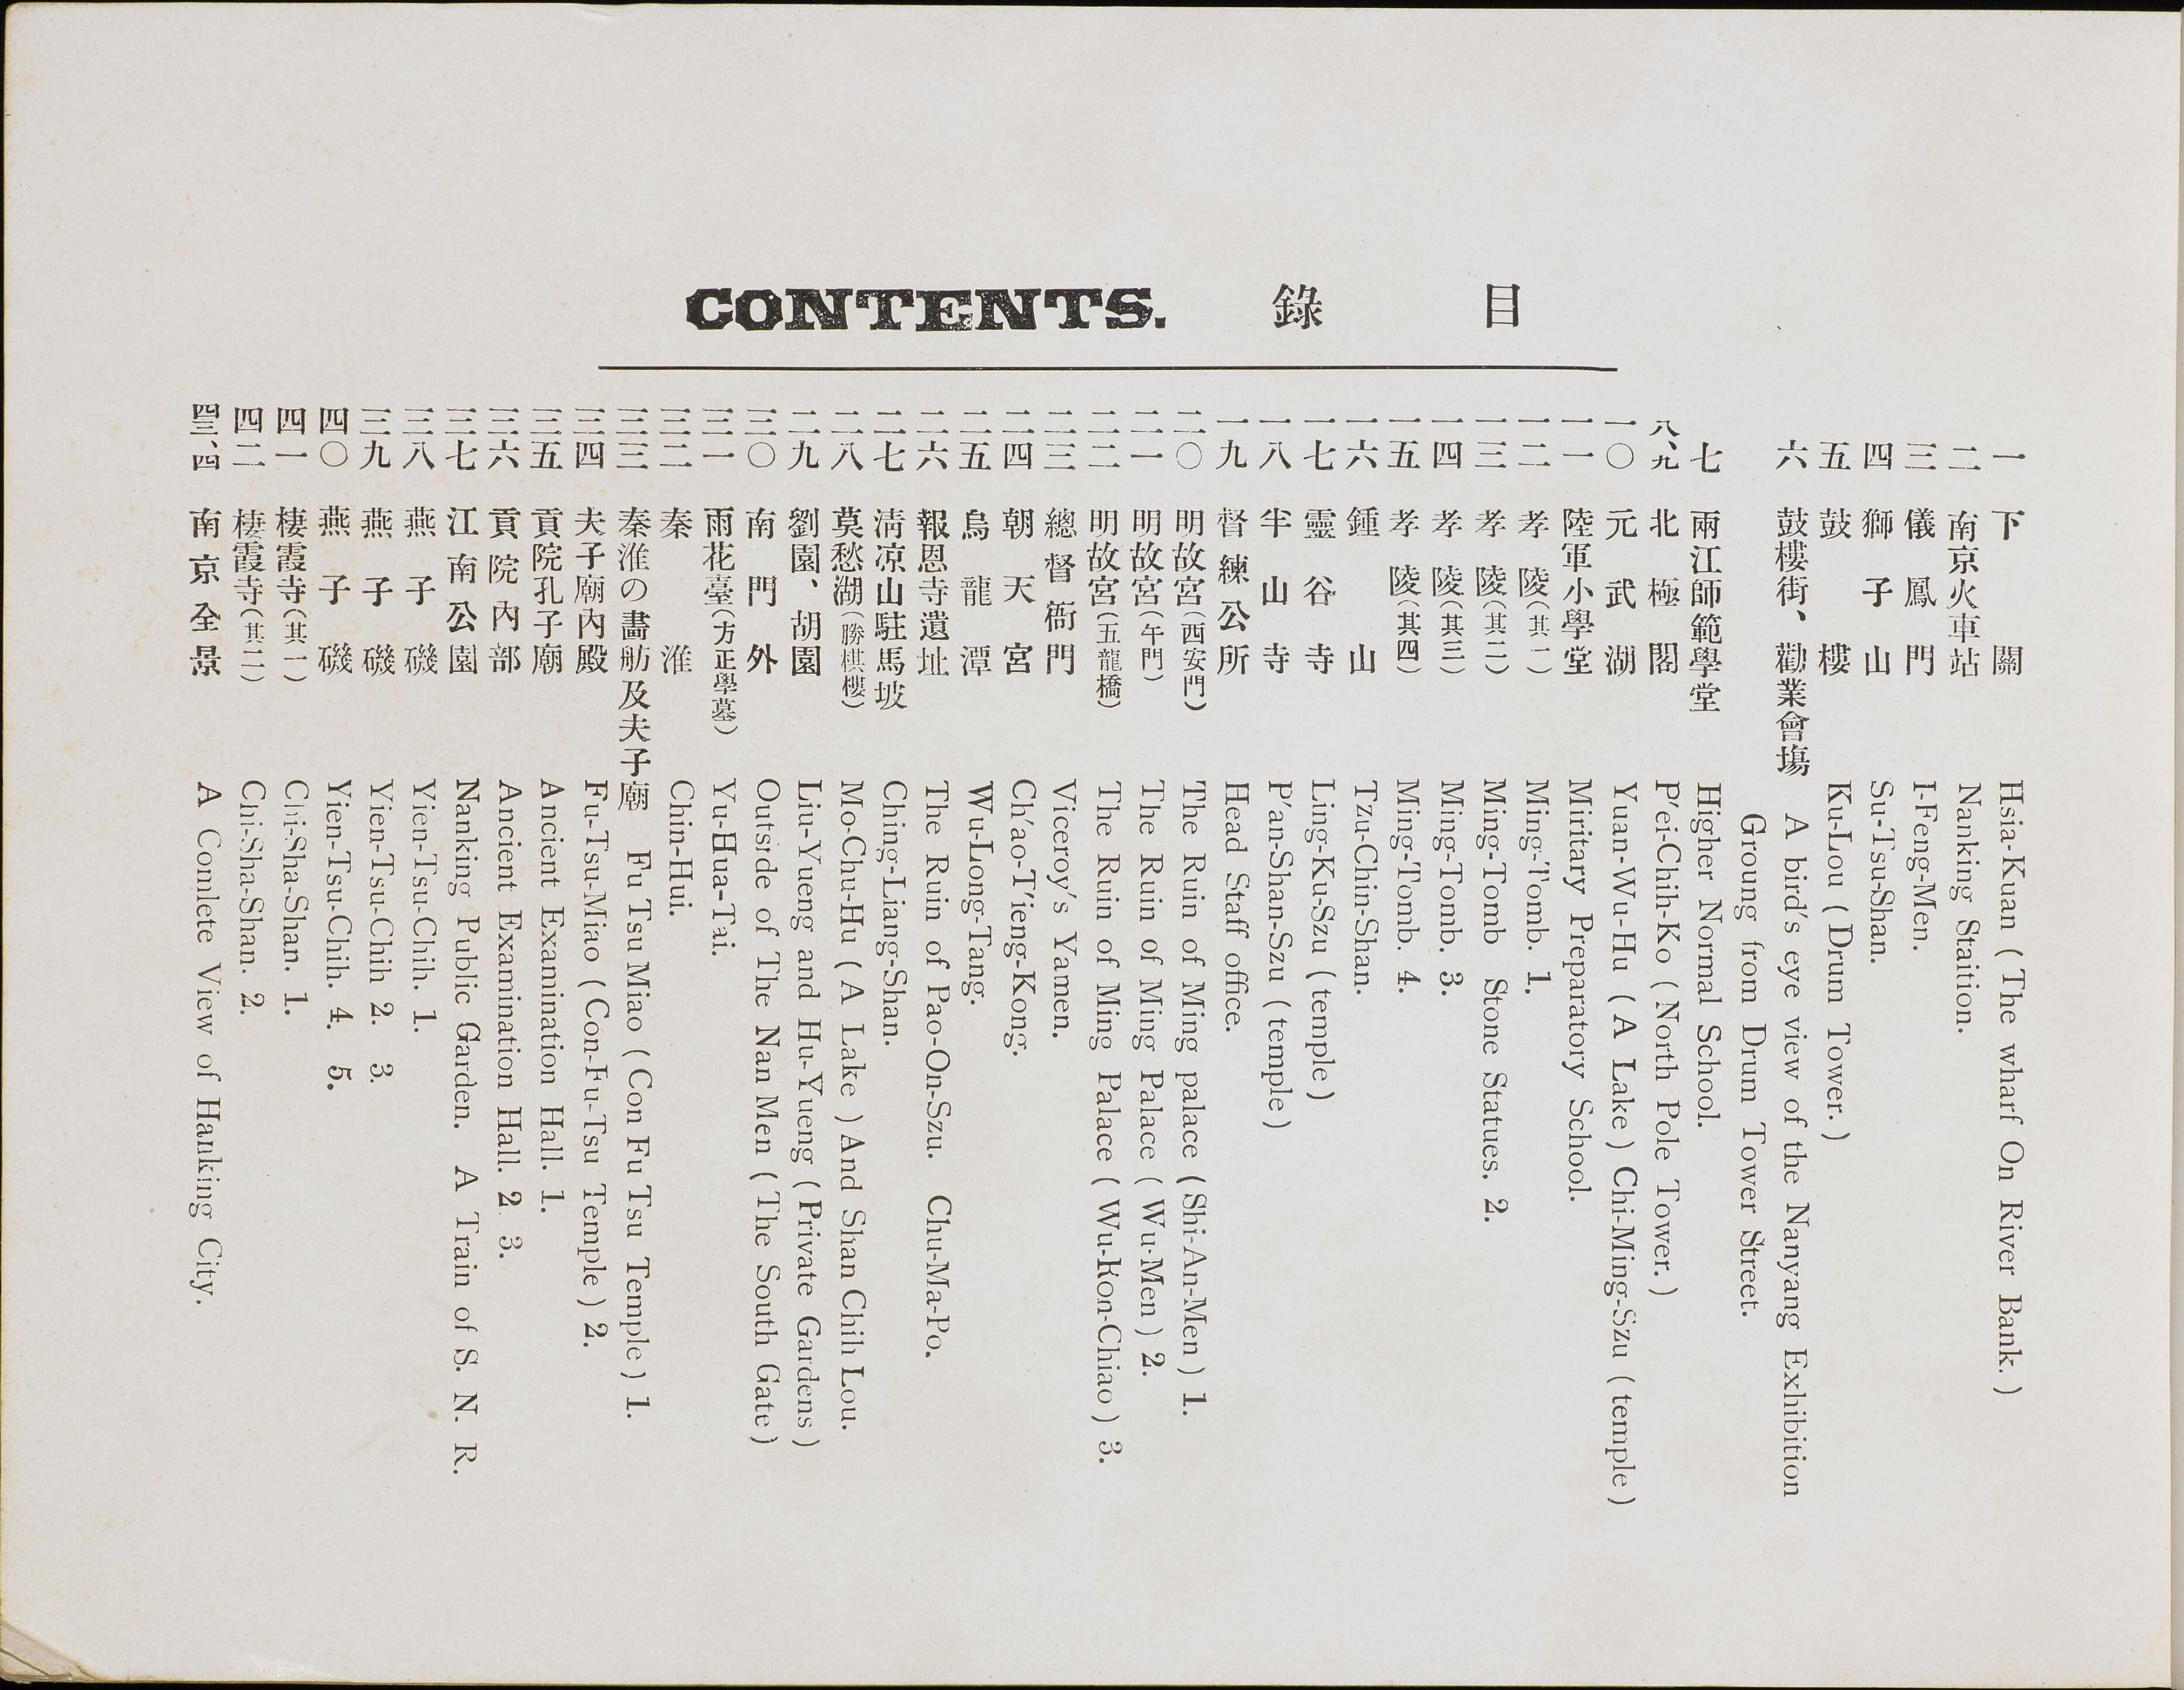 目錄
CONTENTS.
一 下關 Hsia-Kuan ( The wharf On River Bank. )
二 南京火車站 Nanking Staition.
三 儀鳳門 I-Feng-Men.
四 獅子山 Su-Tsu-Shan.
五 鼓樓 Ku-Lou ( Drum Tower. )
六 鼓樓街、勸業會塲 A bird's eye view of the Nanyang Exhibition
Groung from Drum Tower Street.
七 兩江師範學堂 Higher Normal School.
八、九 北極閣 P'ei-Chih-Ko ( North Pole Tower. )
一〇 元武湖 Yuan-Wu-Hu ( A Lake ) Chi-Ming-Szu ( temple )
一一 陸軍小學堂 Miritary Preparatory School.
一二 孝陵(其一) Ming-Tomb. 1.
一三 孝陵(其二) Ming-Tomb Stone Statues. 2.
一四 孝陵(其三) Ming-Tomb. 3.
一五 孝陵(其四) Ming-Tomb. 4.
一六 鍾山 Tzu-Chin-Shan.
一七 靈谷寺 Ling-Ku-Szu ( temple )
一八 半山寺 P'an-Shan-Szu ( temple )
一九 督練公所 Head Staff office.
二〇 明故宮(西安門) The Ruin of Ming palace ( Shi-An-Men ) 1.
二一 明故宮(午門) The Ruin of Ming Palace ( Wu-Men ) 2.
二二 明故宮(五龍橋) The Ruin of Ming Palace ( Wu-Kon-Chiao ) 3.
二三 總督衙門 Viceroy's Yamen.
二四 朝天宮 Ch'ao-T'ieng-Kong.
二五 烏龍潭 Wu-Long-Tang.
二六 報恩寺遺址 The Ruin of Pao-On-Szu. Chu-Ma-Po.
二七 淸凉山駐馬坡 Ching-Liang-Shan.
二八 莫愁湖(勝棋樓) Mo-Chu-Hu ( A Lake ) And Shan Chih Lou.
二九 劉園、胡園 Liu-Yueng and Hu-Yueng ( Private Gardens )
三〇 南門外 Outsrde of The Nan Men ( The South Gate )
三一 雨花臺(方正學墓) Yu-Hua-Tai.
三二 秦淮 Chin-Hui.
三三 秦淮の畵舫及夫子廟 Fu Tsu Miao ( Con Fu Tsu Temple ) 1.
三四 夫子廟內殿 Fu-Tsu-Miao ( Con-Fu-Tsu Temple ) 2.
三五 貢院孔子廟 Ancient Examination Hall. 1.
三六 貢院內部 Ancient Examination Hall. 2. 3.
三七 江南公園 Nanking Public Garden. A Train of S. N. R.
三八 燕子磯 Yien-Tsu-Chih. 1.
三九 燕子磯 Yien-Tsu-Chih 2. 3.
四〇 燕子磯 Yien-Tsu-Chih. 4. 5.
四一 棲霞寺(其一) Chi-Sha-Shan. 1.
四二 棲霞寺(其二) Chi-Sha-Shan. 2.
四三、四四 南京全景 A Comlete View of Hanking City.